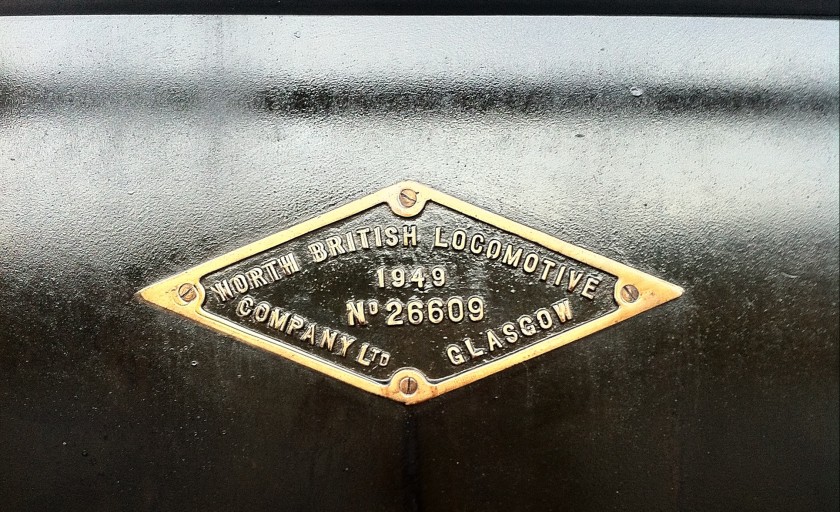 NORTH BRITISH LOCOMOTIVE
1949
Nº 26609
COMPANY LTD GLASGOW